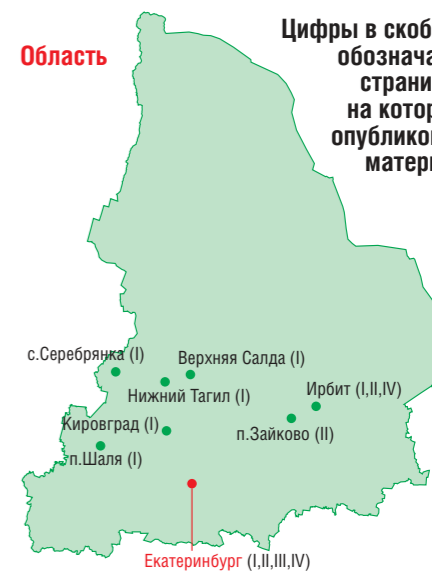 Область
Цифры в скоб
обознача
страни
на котор
опубликов
матери
с.Серебрянка (I)
Верхняя Салда (I)
Нижний Тагил (I)
Ирбит (I,II,IV)
Кировград (I)
п.Зайково (II)
п.Шаля (I)
Екатеринбург (I,II,III,IV)